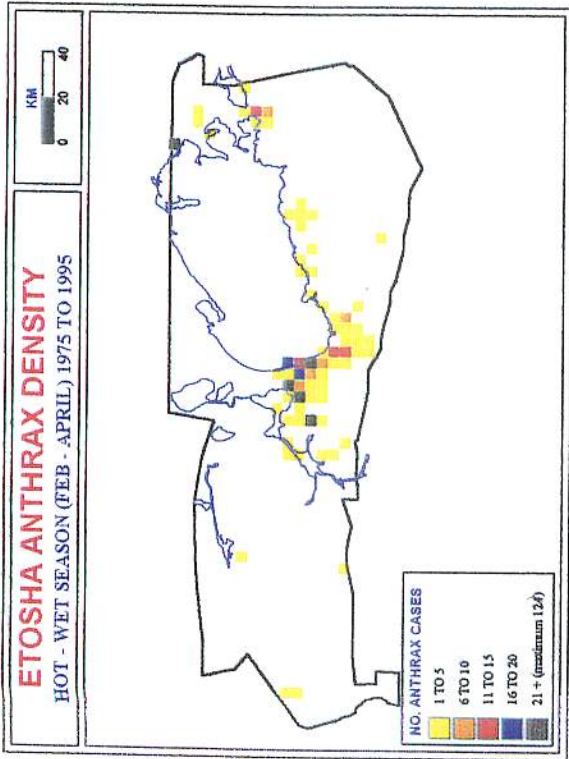 ETOSHA ANTHRAX DENSITY
HOT - WET SEASON (FEB - APRIL) 1975 TO 1995
KM
0 20 40
NO. ANTHRAX CASES
1 TO 5
6 TO 10
11 TO 15
16 TO 20
21 + (maximum 124)